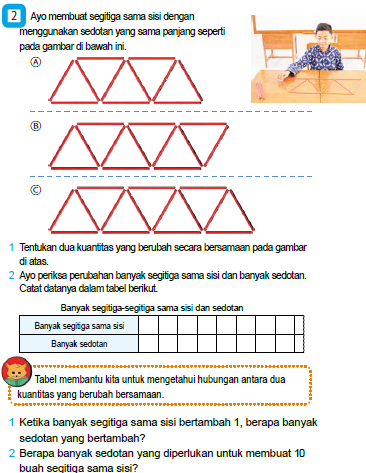 2 Ayo membuat segitiga sama sisi dengan
menggunakan sedotan yang sama panjang seperti
pada gambar di bawah ini.
A
B
C
1 Tentukan dua kuantitas yang berubah secara bersamaan pada gambar
di atas.
2 Ayo periksa perubahan banyak segitiga sama sisi dan banyak sedotan.
Catat datanya dalam tabel berikut.
Banyak segitiga-segitiga sama sisi dan sedotan
Banyak segitiga sama sisi
Banyak sedotan
Tabel membantu kita untuk mengetahui hubungan antara dua
kuantitas yang berubah bersamaan.
1 Ketika banyak segitiga sama sisi bertambah 1, berapa banyak
sedotan yang bertambah?
2 Berapa banyak sedotan yang diperlukan untuk membuat 10
buah segitiga sama sisi?